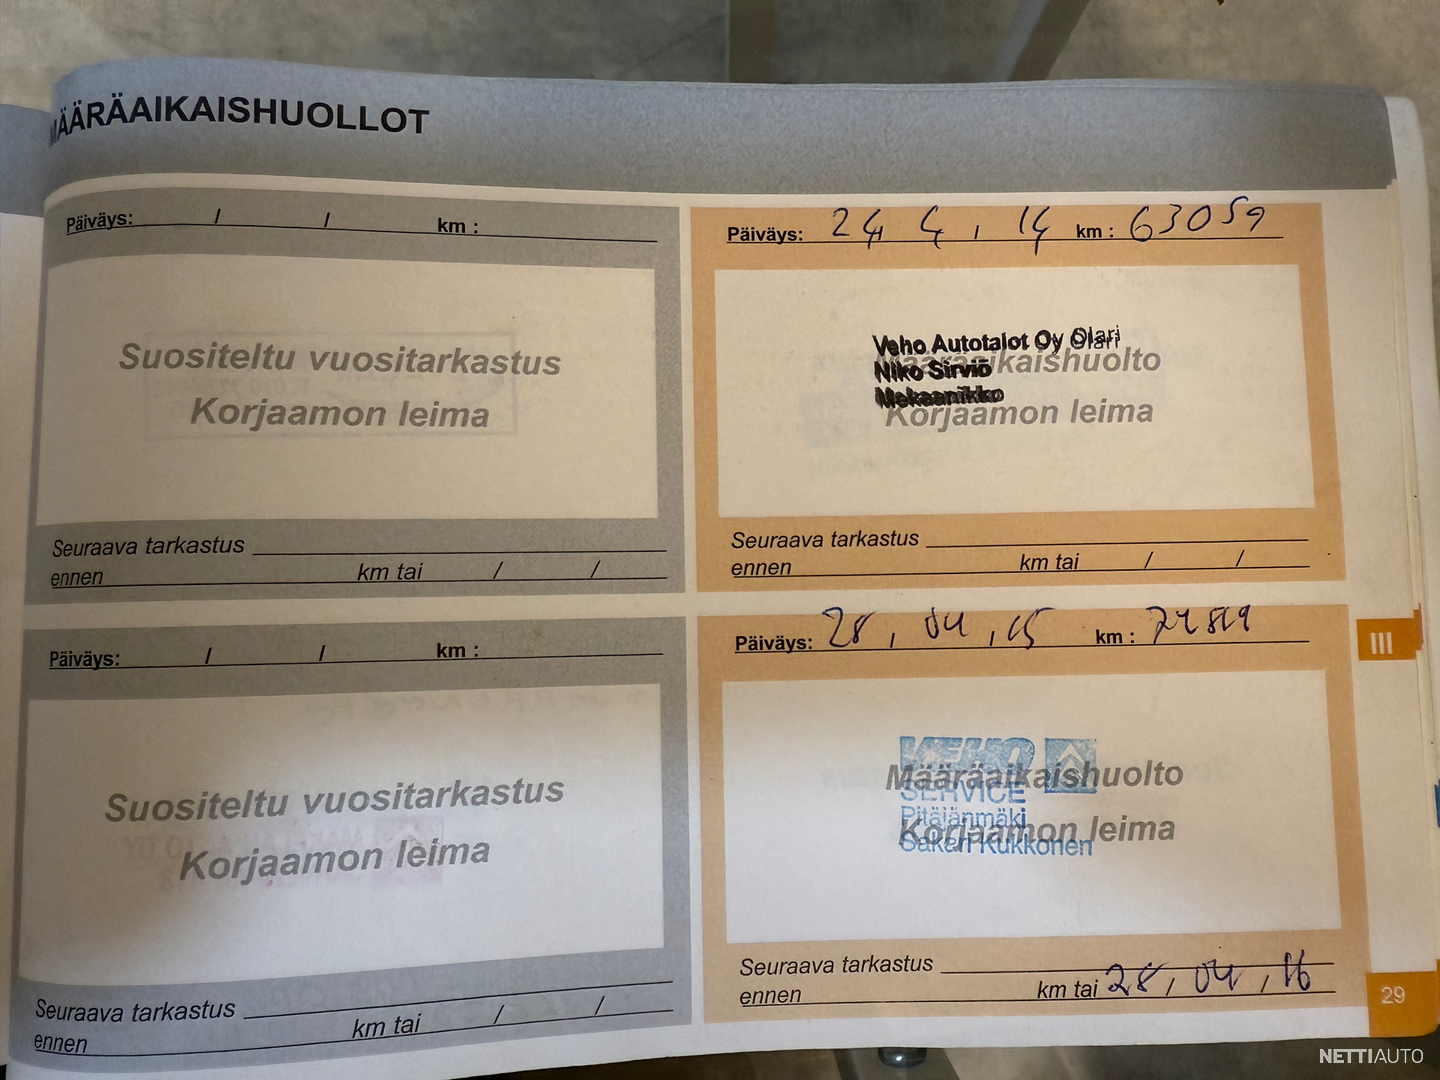 MÄÄRÄAIKAISHUOLLOT
Päiväys: / / km :
Suositeltu vuositarkastus
Korjaamon leima
Seuraava tarkastus
ennen km tai / /
Päiväys: 24 4 / 14 km : 63059
Veho Autotalot Oy Olari
Määräaikaishuolto
Niko Sirviö
Mekaanikko
Korjaamon leima
Seuraava tarkastus
ennen km tai / /
Päiväys: / / km :
Suositeltu vuositarkastus
Korjaamon leima
Seuraava tarkastus
ennen km tai / /
Päiväys: 28 / 04 / 15 km :
VEHO
Määräaikaishuolto
SERVICE
Pitäjänmäki
Korjaamon leima
Sakari Kukkonen
Seuraava tarkastus
ennen km tai 28 / 04 / 16
III
29
NETTIAUTO